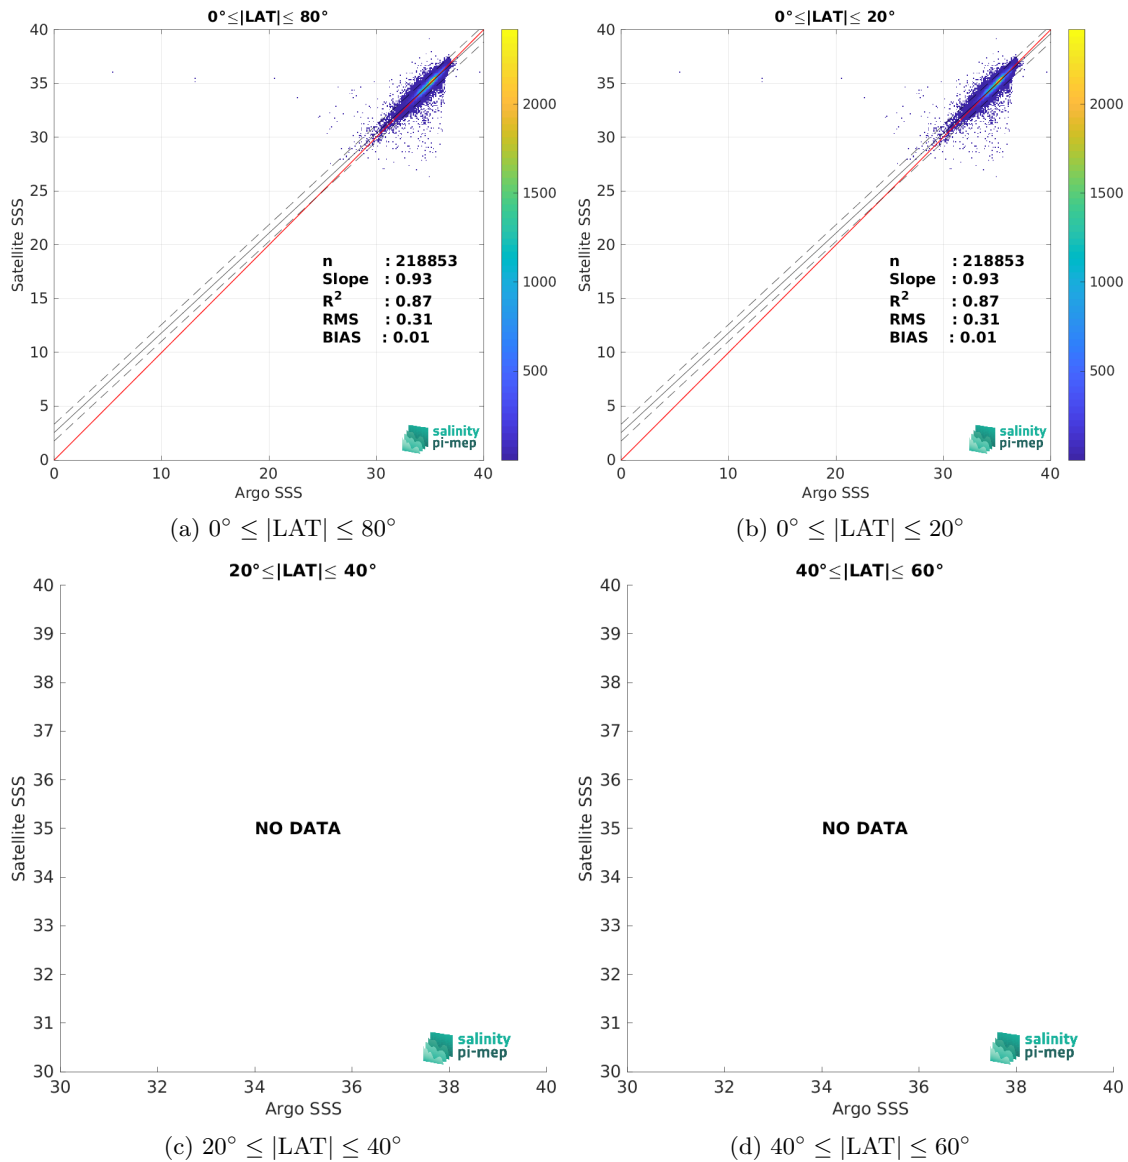 0°≤|LAT|≤ 80°
40
35
30
25
20
15
10
5
0
0
10
20
30
40
Satellite SSS
Argo SSS
n : 218853
Slope : 0.93
R² : 0.87
RMS : 0.31
BIAS : 0.01
2000
1500
1000
500
salinity
pi-mep
(a) 0° ≤ |LAT| ≤ 80°
0°≤|LAT|≤ 20°
40
35
30
25
20
15
10
5
0
0
10
20
30
40
Satellite SSS
Argo SSS
n : 218853
Slope : 0.93
R² : 0.87
RMS : 0.31
BIAS : 0.01
2000
1500
1000
500
salinity
pi-mep
(b) 0° ≤ |LAT| ≤ 20°
20°≤|LAT|≤ 40°
40
39
38
37
36
35
34
33
32
31
30
30
32
34
36
38
40
Satellite SSS
Argo SSS
NO DATA
salinity
pi-mep
(c) 20° ≤ |LAT| ≤ 40°
40°≤|LAT|≤ 60°
40
39
38
37
36
35
34
33
32
31
30
30
32
34
36
38
40
Satellite SSS
Argo SSS
NO DATA
salinity
pi-mep
(d) 40° ≤ |LAT| ≤ 60°